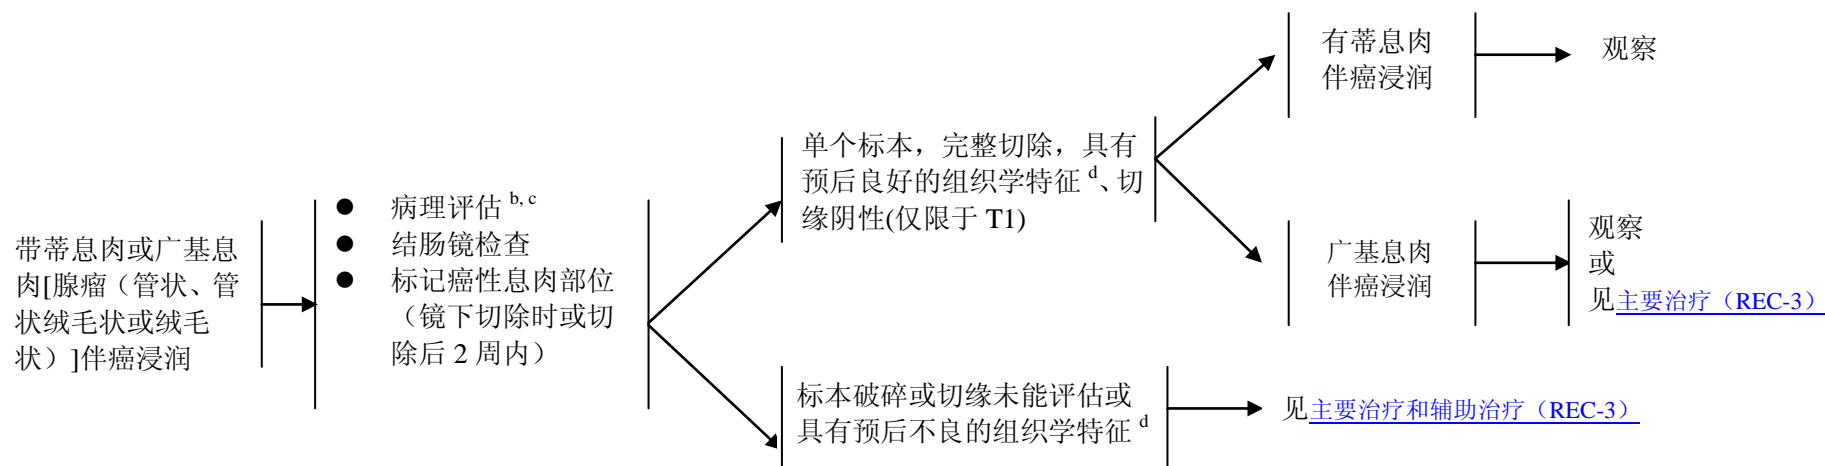 带蒂息肉或广基息
肉[腺瘤（管状、管
状绒毛状或绒毛
状）]伴癌浸润
● 病理评估 b, c
● 结肠镜检查
● 标记癌性息肉部位
（镜下切除时或切
除后 2 周内）
单个标本，完整切除，具有
预后良好的组织学特征 d、切
缘阴性(仅限于 T1)
有蒂息肉
伴癌浸润
观察
广基息肉
伴癌浸润
观察
或
见主要治疗（REC-3）
标本破碎或切缘未能评估或
具有预后不良的组织学特征 d
见主要治疗和辅助治疗（REC-3）